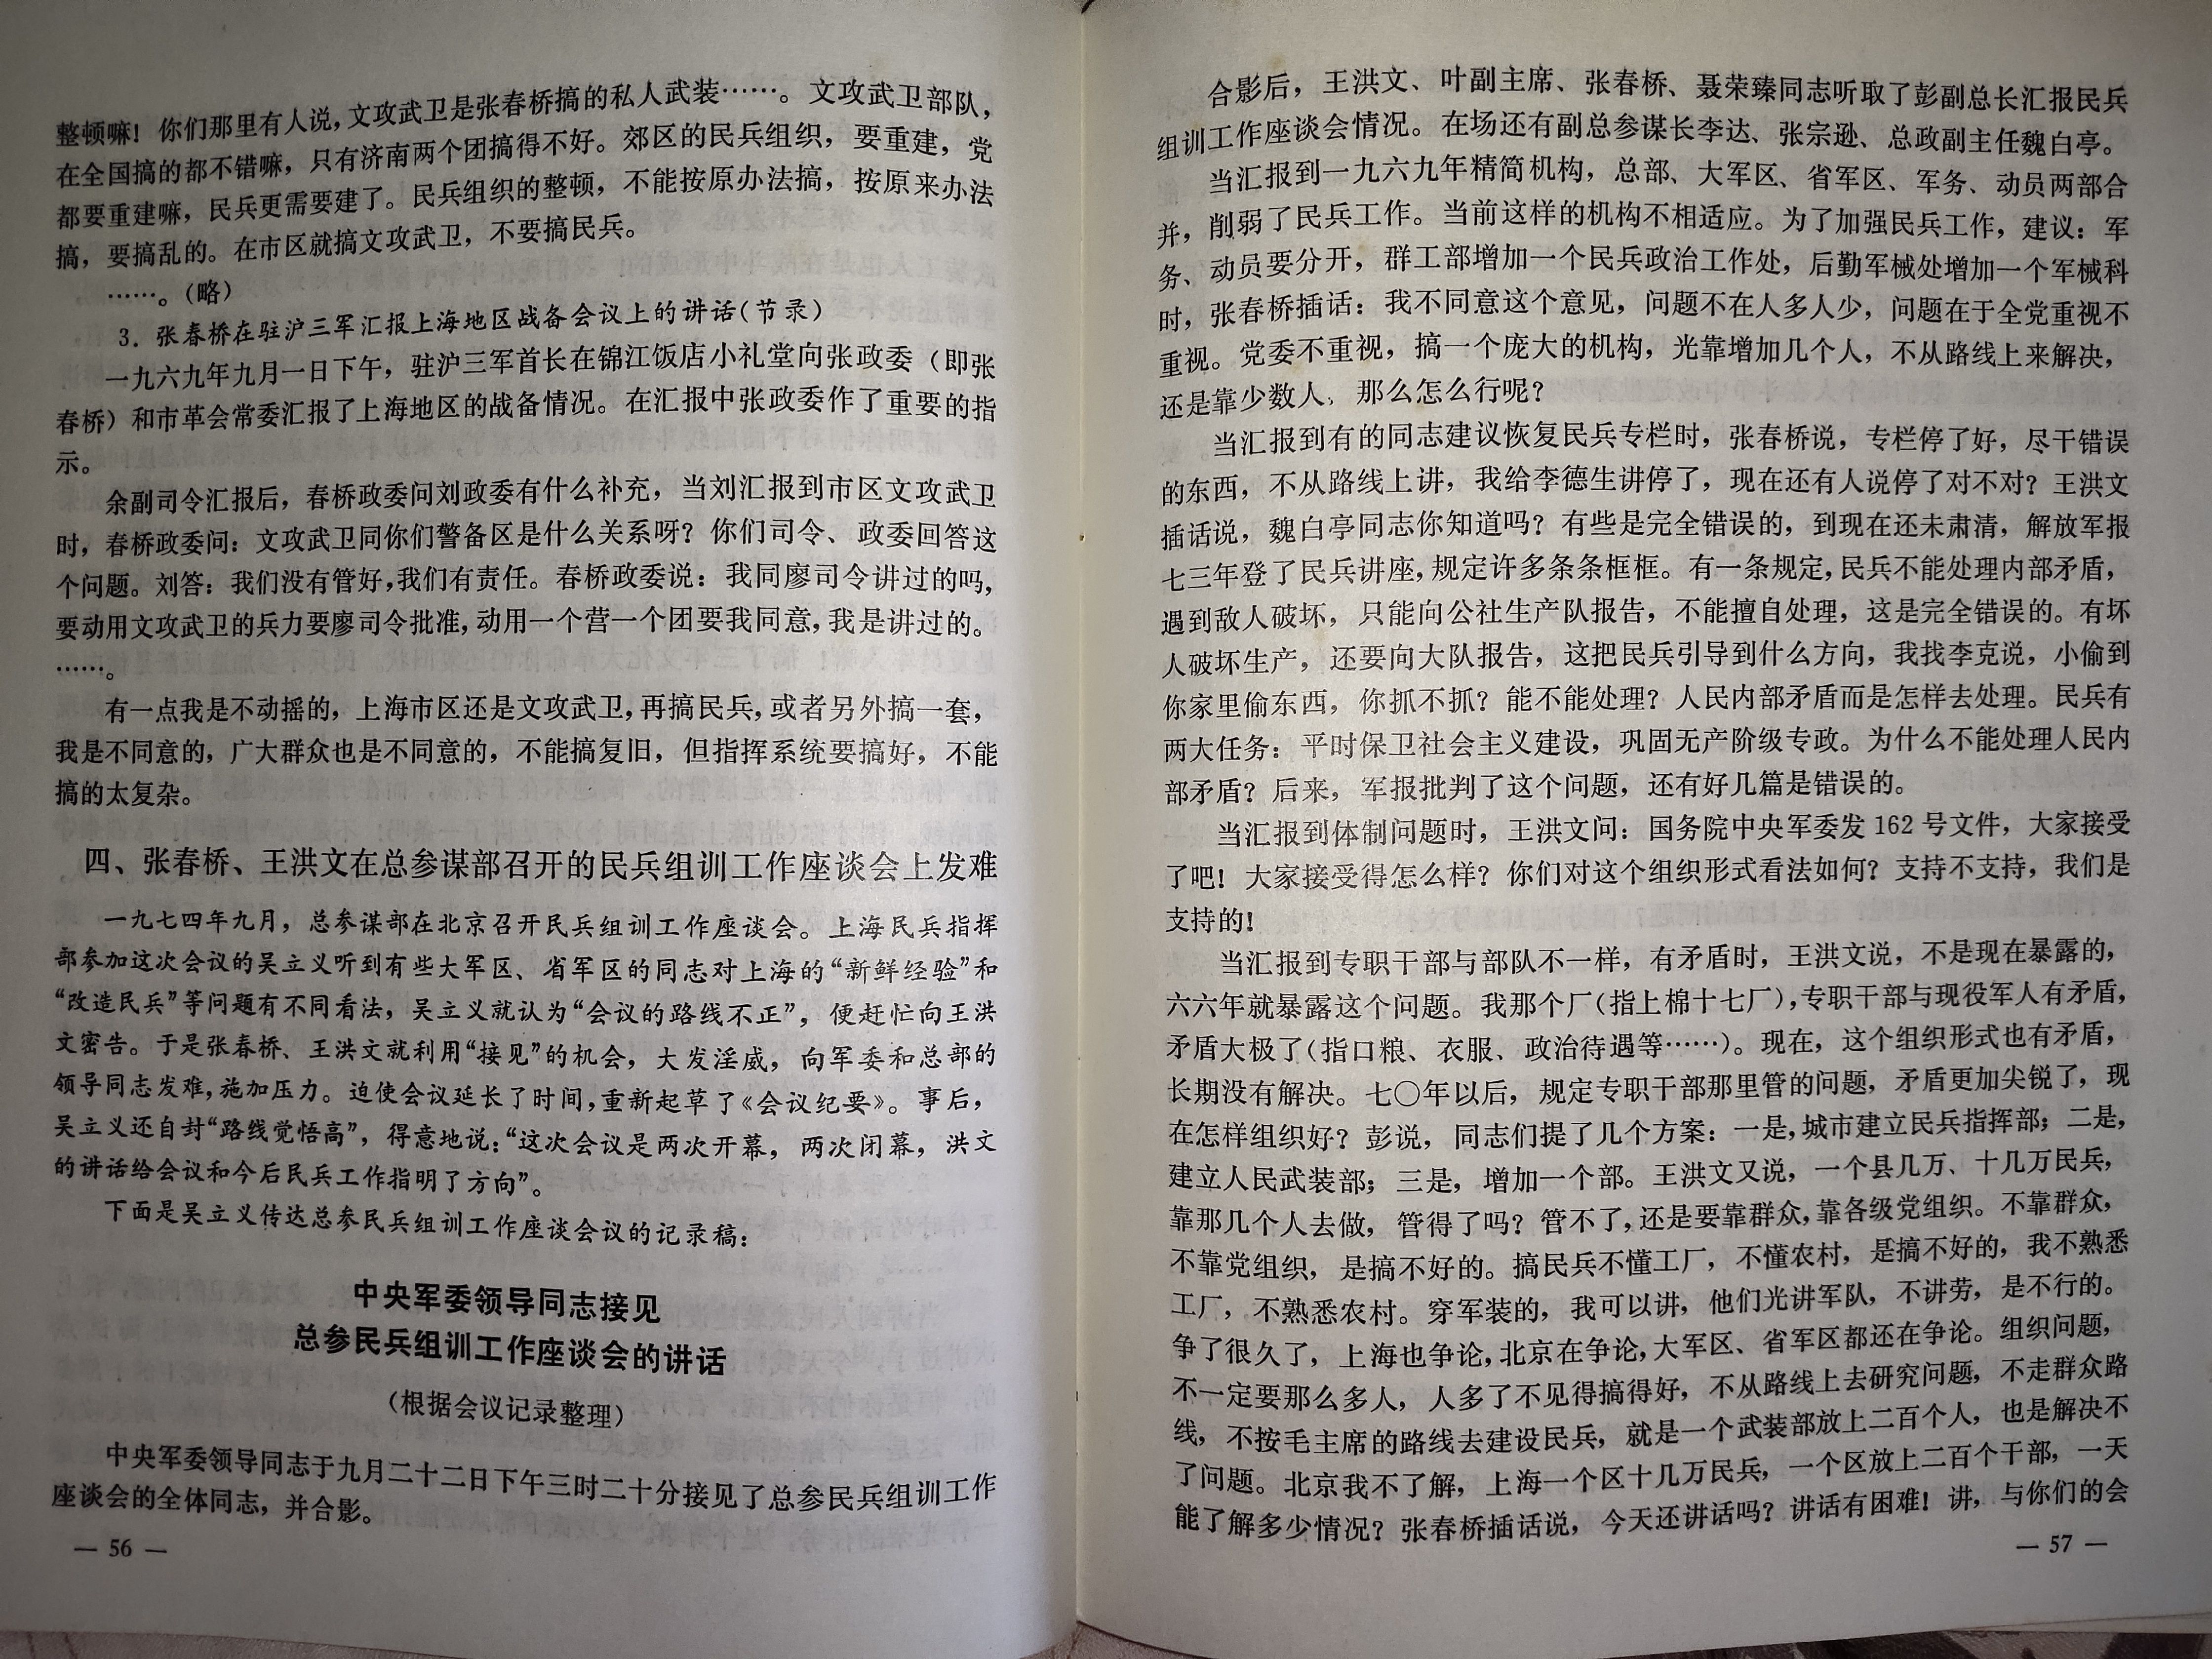 整顿嘛！你们那里有人说，文攻武卫是张春桥搞的私人武装……。文攻武卫部队，
在全国搞的都不错嘛，只有济南两个团搞得不好。郊区的民兵组织，要重建，党
都要重建嘛，民兵更需要建了。民兵组织的整顿，不能按原办法搞，按原来办法
搞，要搞乱的。在市区就搞文攻武卫，不要搞民兵。
……。（略）
3．张春桥在驻沪三军汇报上海地区战备会议上的讲话（节录）
一九六九年九月一日下午，驻沪三军首长在锦江饭店小礼堂向张政委（即张
春桥）和市革会常委汇报了上海地区的战备情况。在汇报中张政委作了重要的指
示。
余副司令汇报后，春桥政委问刘政委有什么补充，当刘汇报到市区文攻武卫
时，春桥政委问：文攻武卫同你们警备区是什么关系呀？你们司令、政委回答这
个问题。刘答：我们没有管好，我们有责任。春桥政委说：我同廖司令讲过的吗，
要动用文攻武卫的兵力要廖司令批准，动用一个营一个团要我同意，我是讲过的。
……。
有一点我是不动摇的，上海市区还是文攻武卫，再搞民兵，或者另外搞一套，
我是不同意的，广大群众也是不同意的，不能搞复旧，但指挥系统要搞好，不能
搞的太复杂。
四、张春桥、王洪文在总参谋部召开的民兵组训工作座谈会上发难
一九七四年九月，总参谋部在北京召开民兵组训工作座谈会。上海民兵指挥
部参加这次会议的吴立义听到有些大军区、省军区的同志对上海的“新鲜经验”和
“改造民兵”等问题有不同看法，吴立义就认为“会议的路线不正”，便赶忙向王洪
文密告。于是张春桥、王洪文就利用“接见”的机会，大发淫威，向军委和总部的
领导同志发难，施加压力。迫使会议延长了时间，重新起草了《会议纪要》。事后，
吴立义还自封“路线觉悟高”，得意地说：“这次会议是两次开幕，两次闭幕，洪文
的讲话给会议和今后民兵工作指明了方向”。
下面是吴立义传达总参民兵组训工作座谈会议的记录稿：
中央军委领导同志接见
总参民兵组训工作座谈会的讲话
（根据会议记录整理）
中央军委领导同志于九月二十二日下午三时二十分接见了总参民兵组训工作
座谈会的全体同志，并合影。
— 56 —
合影后，王洪文、叶副主席、张春桥、聂荣臻同志听取了彭副总长汇报民兵
组训工作座谈会情况。在场还有副总参谋长李达、张宗逊、总政副主任魏白亭。
当汇报到一九六九年精简机构，总部、大军区、省军区、军务、动员两部合
并，削弱了民兵工作。当前这样的机构不相适应。为了加强民兵工作，建议：军
务、动员要分开，群工部增加一个民兵政治工作处，后勤军械处增加一个军械科
时，张春桥插话：我不同意这个意见，问题不在人多人少，问题在于全党重视不
重视。党委不重视，搞一个庞大的机构，光靠增加几个人，不从路线上来解决，
还是靠少数人，那么怎么行呢？
当汇报到有的同志建议恢复民兵专栏时，张春桥说，专栏停了好，尽干错误
的东西，不从路线上讲，我给李德生讲停了，现在还有人说停了对不对？王洪文
插话说，魏白亭同志你知道吗？有些是完全错误的，到现在还未肃清，解放军报
七三年登了民兵讲座，规定许多条条框框。有一条规定，民兵不能处理内部矛盾，
遇到敌人破坏，只能向公社生产队报告，不能擅自处理，这是完全错误的。有坏
人破坏生产，还要向大队报告，这把民兵引导到什么方向，我找李克说，小偷到
你家里偷东西，你抓不抓？能不能处理？人民内部矛盾而是怎样去处理。民兵有
两大任务：平时保卫社会主义建设，巩固无产阶级专政。为什么不能处理人民内
部矛盾？后来，军报批判了这个问题，还有好几篇是错误的。
当汇报到体制问题时，王洪文问：国务院中央军委发 162 号文件，大家接受
了吧！大家接受得怎么样？你们对这个组织形式看法如何？支持不支持，我们是
支持的！
当汇报到专职干部与部队不一样，有矛盾时，王洪文说，不是现在暴露的，
六六年就暴露这个问题。我那个厂（指上棉十七厂），专职干部与现役军人有矛盾，
矛盾大极了（指口粮、衣服、政治待遇等……）。现在，这个组织形式也有矛盾，
长期没有解决。七〇年以后，规定专职干部那里管的问题，矛盾更加尖锐了，现
在怎样组织好？彭说，同志们提了几个方案：一是，城市建立民兵指挥部；二是，
建立人民武装部；三是，增加一个部。王洪文又说，一个县几万、十几万民兵，
靠那几个人去做，管得了吗？管不了，还是要靠群众，靠各级党组织。不靠群众，
不靠党组织，是搞不好的。搞民兵不懂工厂，不懂农村，是搞不好的，我不熟悉
工厂，不熟悉农村。穿军装的，我可以讲，他们光讲军队，不讲劳，是不行的。
争了很久了，上海也争论，北京在争论，大军区、省军区都还在争论。组织问题，
不一定要那么多人，人多了不见得搞得好，不从路线上去研究问题，不走群众路
线，不按毛主席的路线去建设民兵，就是一个武装部放上二百个人，也是解决不
了问题。北京我不了解，上海一个区十几万民兵，一个区放上二百个干部，一天
能了解多少情况？张春桥插话说，今天还讲话吗？讲话有困难！讲，与你们的会
— 57 —